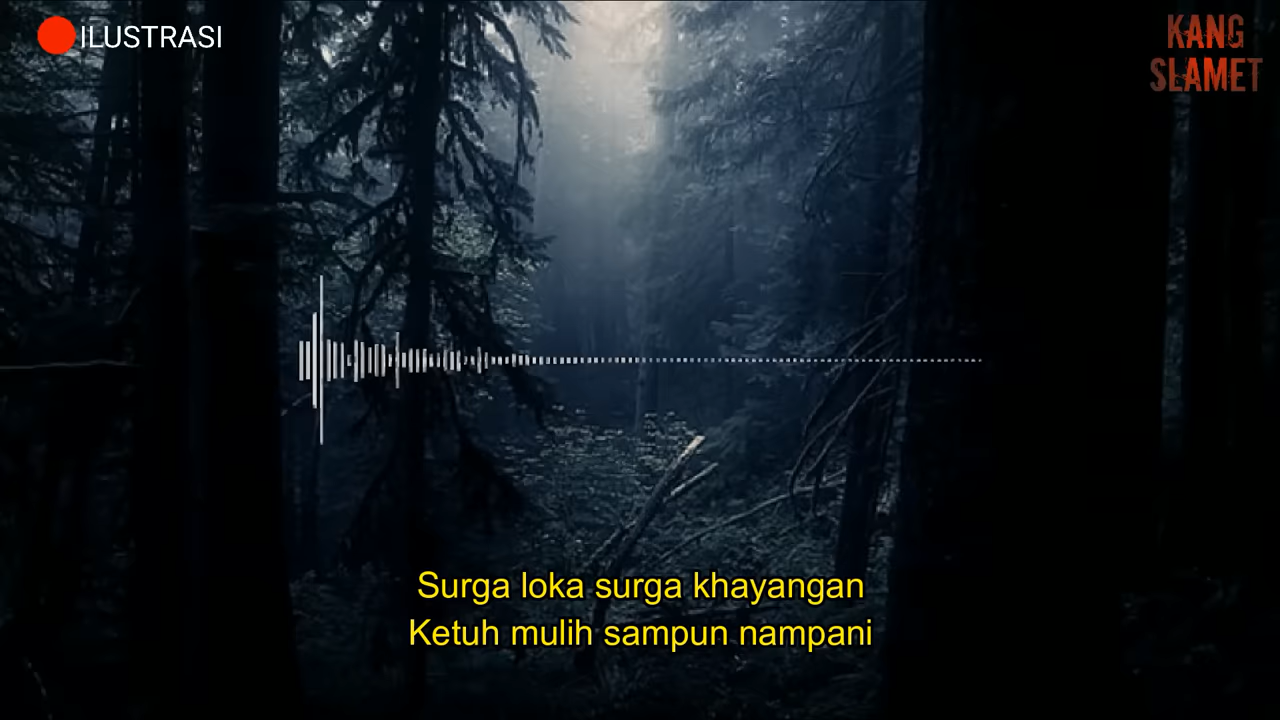 ILUSTRASI
KANG
SLAMET
Surga loka surga khayangan
Ketuh mulih sampun nampani